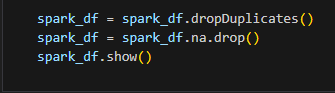 spark_df = spark_df.dropDuplicates()
spark_df = spark_df.na.drop()
spark_df.show()